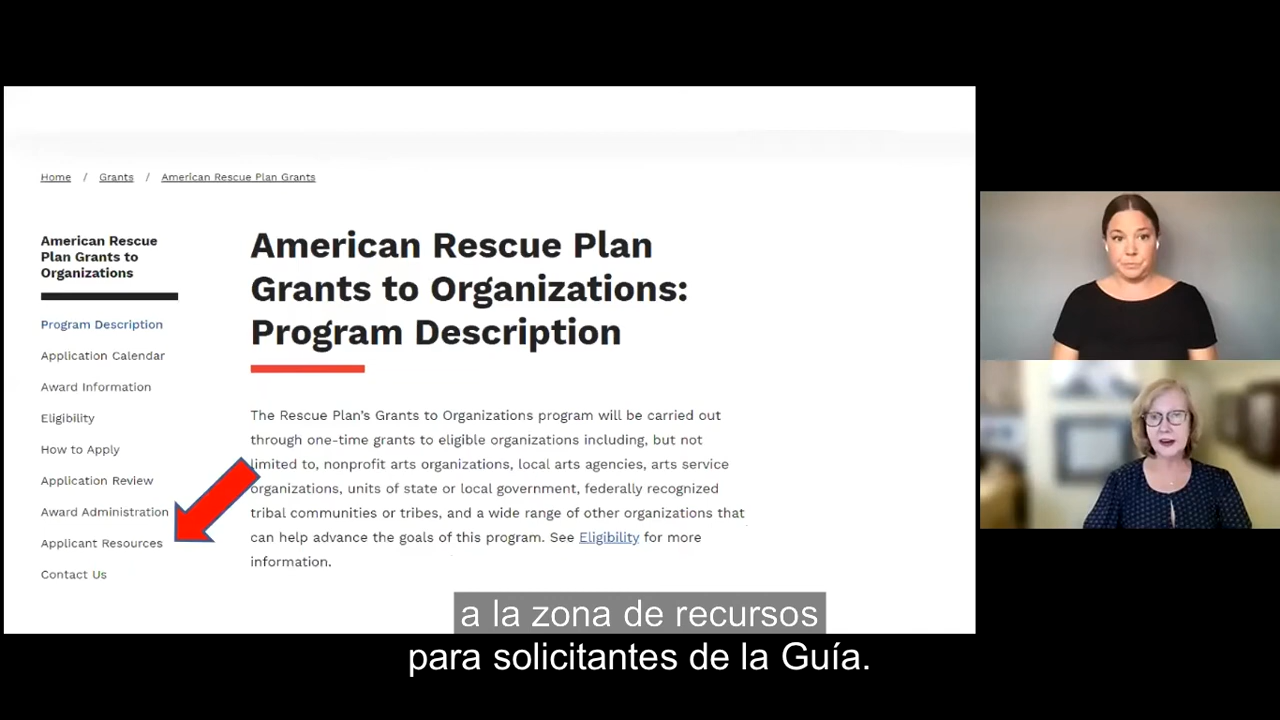 Home / Grants / American Rescue Plan Grants
American Rescue
Plan Grants to
Organizations
Program Description
Application Calendar
Award Information
Eligibility
How to Apply
Application Review
Award Administration
Applicant Resources
Contact Us
American Rescue Plan
Grants to Organizations:
Program Description
The Rescue Plan's Grants to Organizations program will be carried out
through one-time grants to eligible organizations including, but not
limited to, nonprofit arts organizations, local arts agencies, arts service
organizations, units of state or local government, federally recognized
tribal communities or tribes, and a wide range of other organizations that
can help advance the goals of this program. See Eligibility for more
information.
a la zona de recursos
para solicitantes de la Guía.